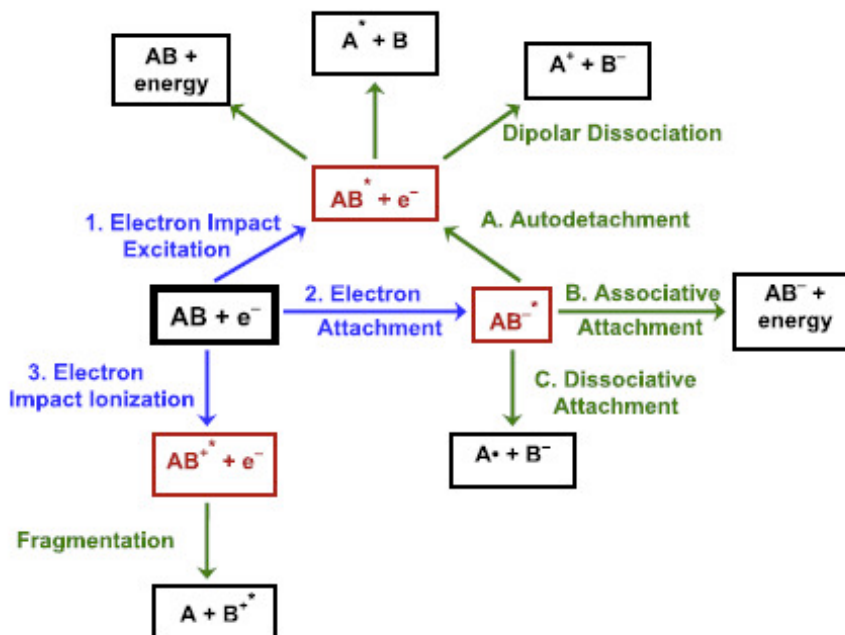 A* + B
AB +
energy
A⁺ + B⁻
Dipolar Dissociation
AB* + e⁻
1. Electron Impact
Excitation
A. Autodetachment
AB + e⁻
2. Electron
Attachment
AB⁻*
B. Associative
Attachment
AB⁻ +
energy
3. Electron
Impact Ionization
C. Dissociative
Attachment
AB⁺* + e⁻
A• + B⁻
Fragmentation
A + B⁺*